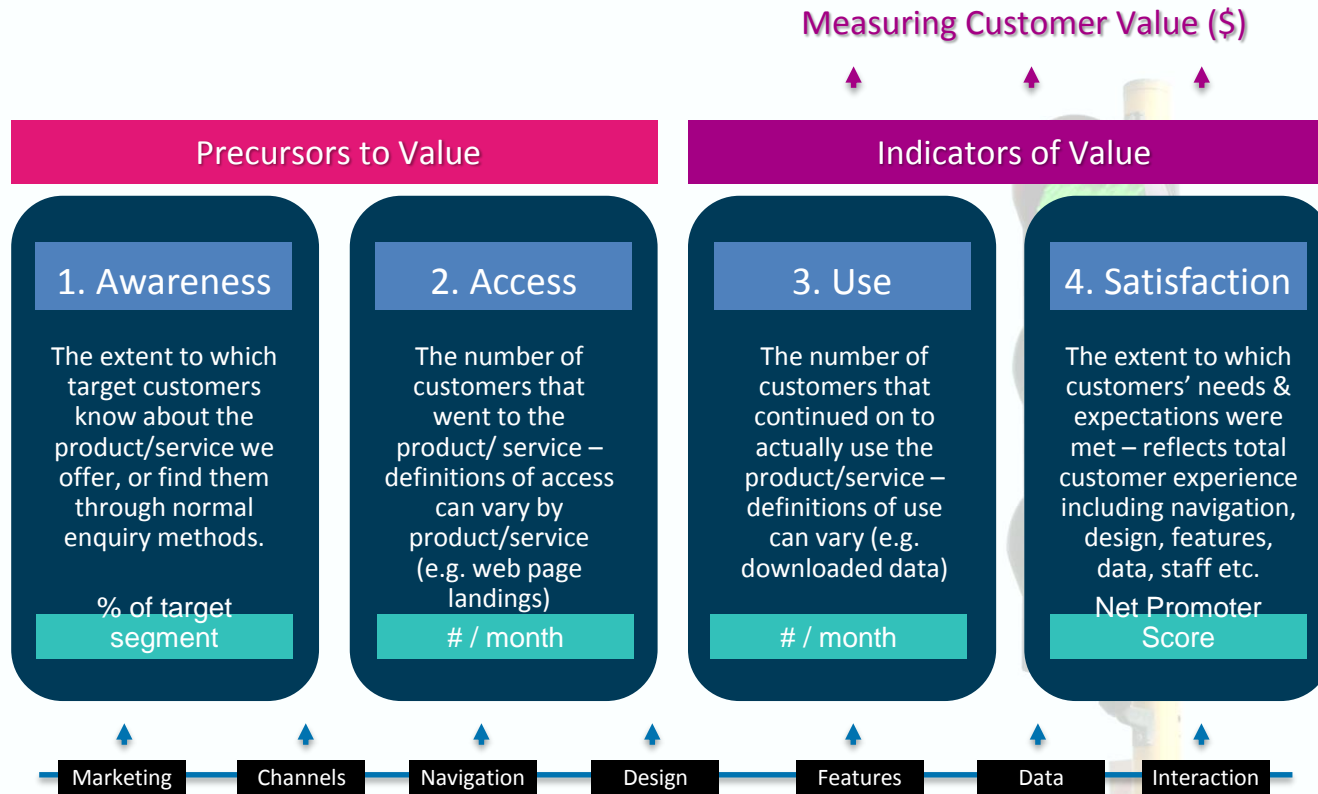 Measuring Customer Value ($)
Precursors to Value
Indicators of Value
1. Awareness
The extent to which
target customers
know about the
product/service we
offer, or find them
through normal
enquiry methods.
% of target
segment
2. Access
The number of
customers that
went to the
product/ service –
definitions of access
can vary by
product/service
(e.g. web page
landings)
# / month
3. Use
The number of
customers that
continued on to
actually use the
product/service –
definitions of use
can vary (e.g.
downloaded data)
# / month
4. Satisfaction
The extent to which
customers’ needs &
expectations were
met – reflects total
customer experience
including navigation,
design, features,
data, staff etc.
Net Promoter
Score
Marketing
Channels
Navigation
Design
Features
Data
Interaction